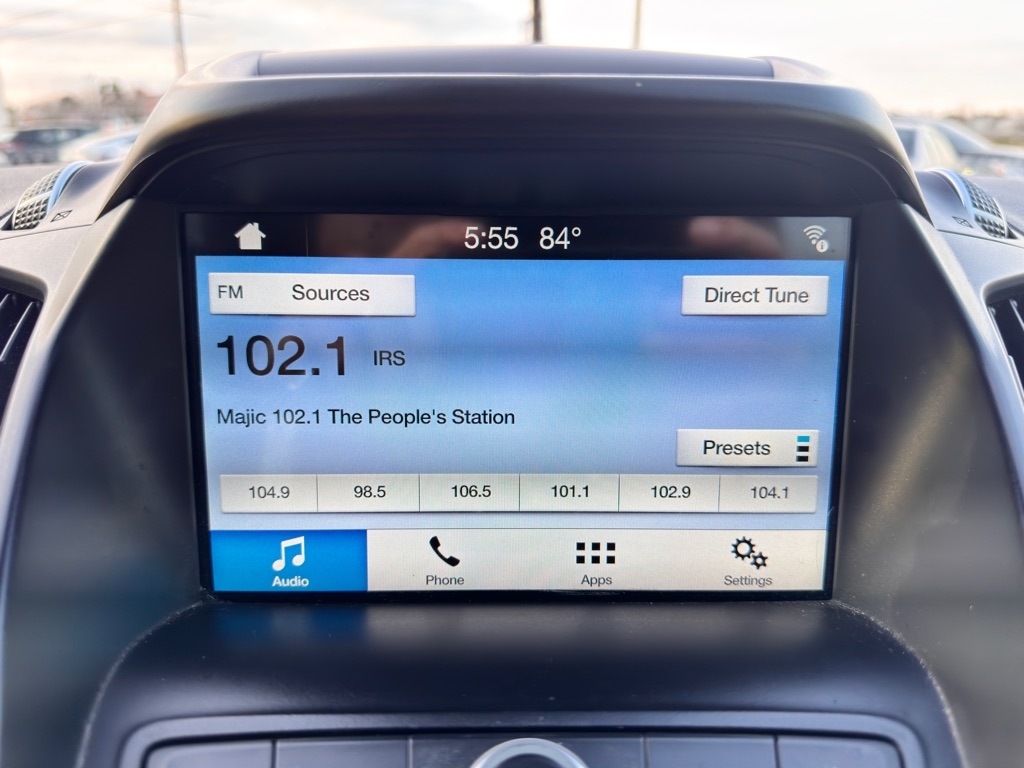 5:55 84°
FM Sources
Direct Tune
102.1 IRS
Majic 102.1 The People's Station
Presets
104.9 98.5 106.5 101.1 102.9 104.1
Audio Phone Apps Settings